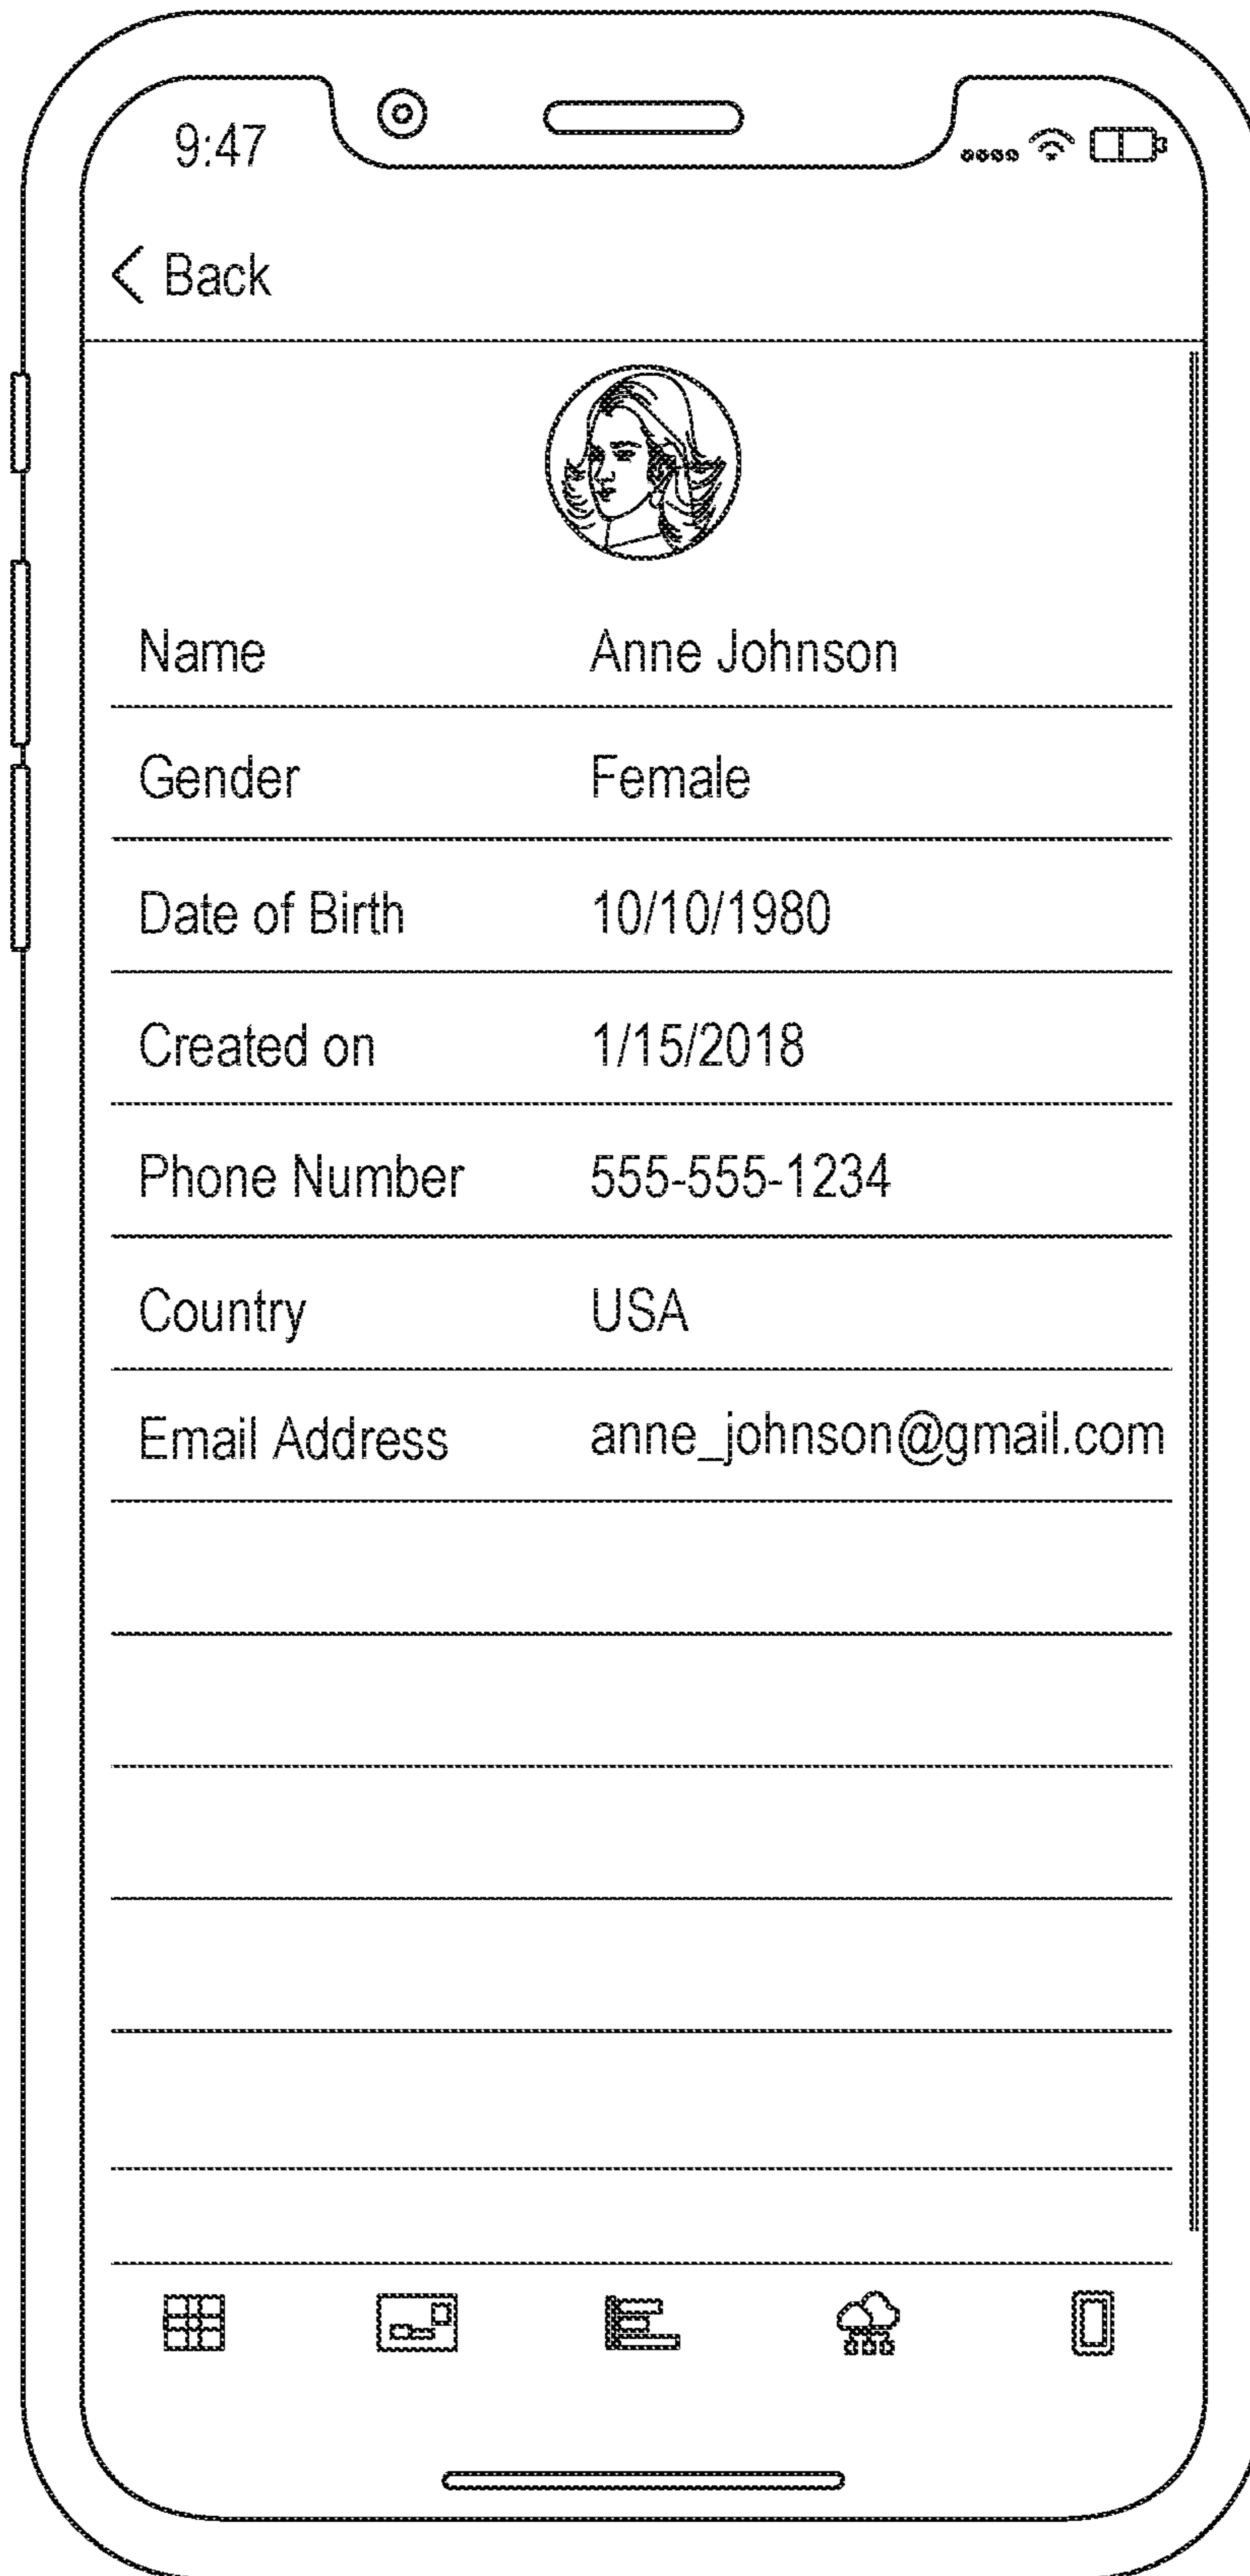 9:47
Back
Name Anne Johnson
Gender Female
Date of Birth 10/10/1980
Created on 1/15/2018
Phone Number 555-555-1234
Country USA
Email Address anne_johnson@gmail.com